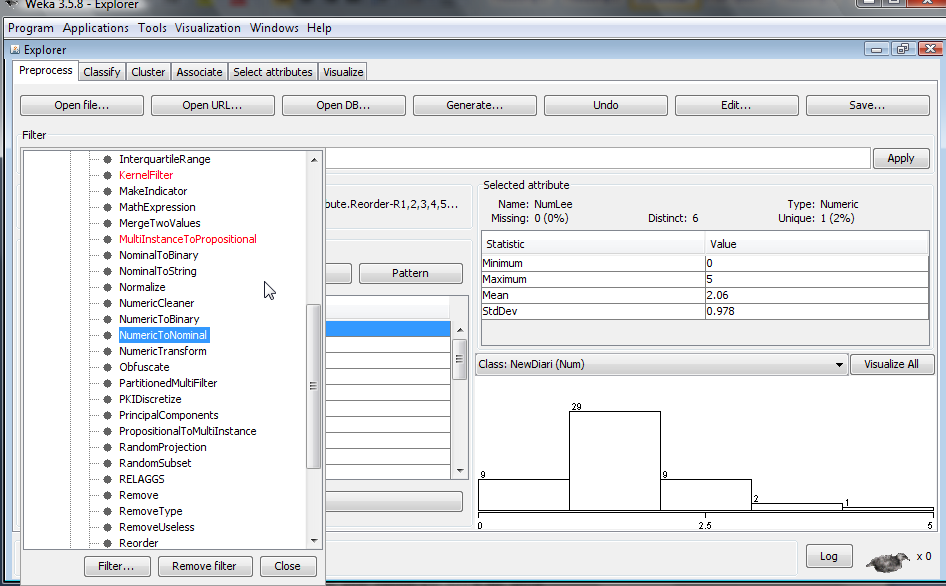 Weka 3.5.8 - Explorer
Program Applications Tools Visualization Windows Help
Explorer
Preprocess Classify Cluster Associate Select attributes Visualize
Open file... Open URL... Open DB... Generate... Undo Edit... Save...
Filter
Apply
InterquartileRange
KernelFilter
MakeIndicator
MathExpression
MergeTwoValues
MultiInstanceToPropositional
NominalToBinary
NominalToString
Normalize
NumericCleaner
NumericToBinary
NumericToNominal
NumericTransform
Obfuscate
PartitionedMultiFilter
PKIDiscretize
PrincipalComponents
PropositionalToMultiInstance
RandomProjection
RandomSubset
RELAGGS
Remove
RemoveType
RemoveUseless
Reorder
Filter... Remove filter Close
bute.Reorder-R1,2,3,4,5...
Pattern
Selected attribute
Name: NumLee Type: Numeric
Missing: 0 (0%) Distinct: 6 Unique: 1 (2%)
Statistic Value
Minimum 0
Maximum 5
Mean 2.06
StdDev 0.978
Class: NewDiari (Num) Visualize All
29
9 9
2
1
0 2.5 5
Log x 0